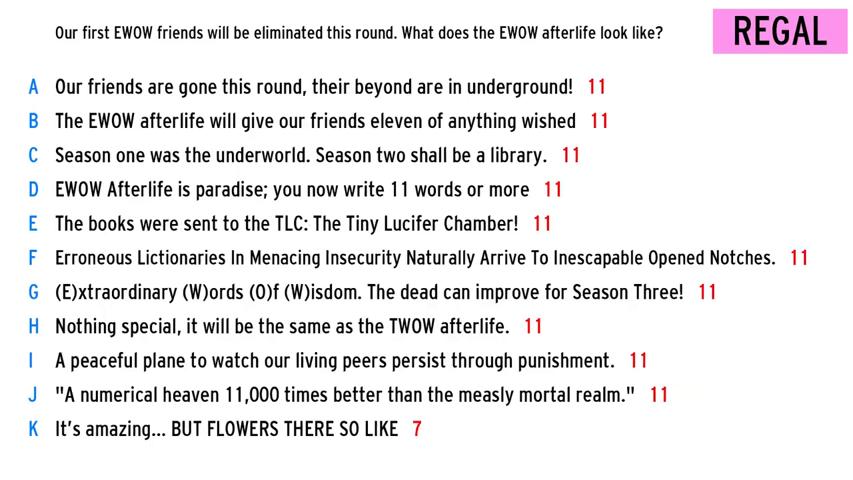 Our first EWOW friends will be eliminated this round. What does the EWOW afterlife look like?
REGAL
A Our friends are gone this round, their beyond are in underground! 11
B The EWOW afterlife will give our friends eleven of anything wished 11
C Season one was the underworld. Season two shall be a library. 11
D EWOW Afterlife is paradise; you now write 11 words or more 11
E The books were sent to the TLC: The Tiny Lucifer Chamber! 11
F Erroneous Lictionaries In Menacing Insecurity Naturally Arrive To Inescapable Opened Notches. 11
G (E)xtraordinary (W)ords (O)f (W)isdom. The dead can improve for Season Three! 11
H Nothing special, it will be the same as the TWOW afterlife. 11
I A peaceful plane to watch our living peers persist through punishment. 11
J "A numerical heaven 11,000 times better than the measly mortal realm." 11
K It's amazing... BUT FLOWERS THERE SO LIKE 7